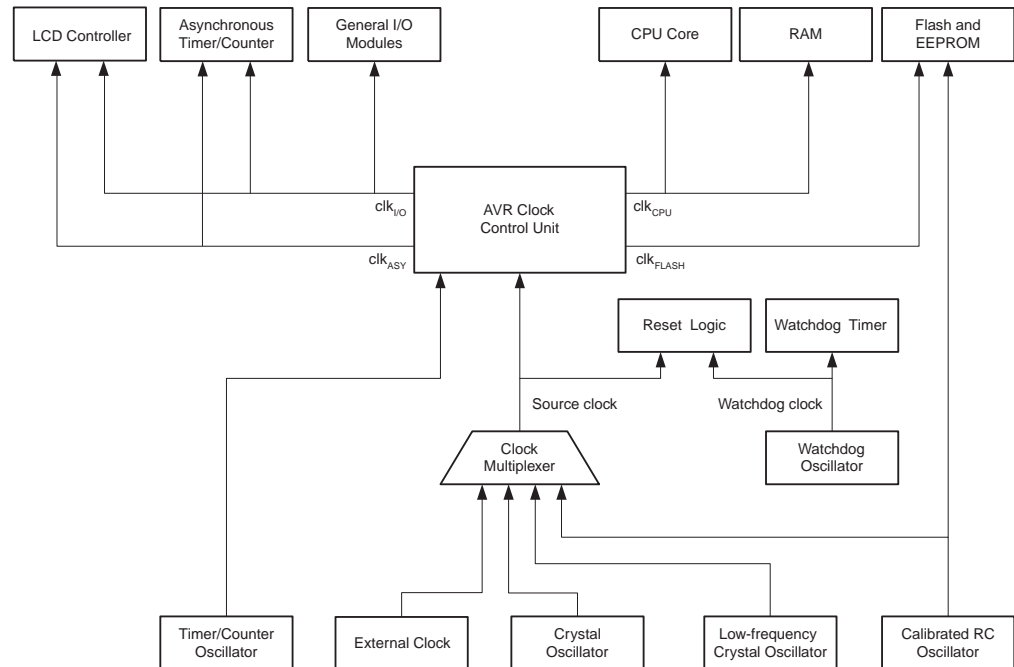 LCD Controller
Asynchronous
Timer/Counter
General I/O
Modules
CPU Core
RAM
Flash and
EEPROM
clkI/O
AVR Clock
Control Unit
clkCPU
clkASY
clkFLASH
Reset Logic
Watchdog Timer
Source clock
Watchdog clock
Clock
Multiplexer
Watchdog
Oscillator
Timer/Counter
Oscillator
External Clock
Crystal
Oscillator
Low-frequency
Crystal Oscillator
Calibrated RC
Oscillator